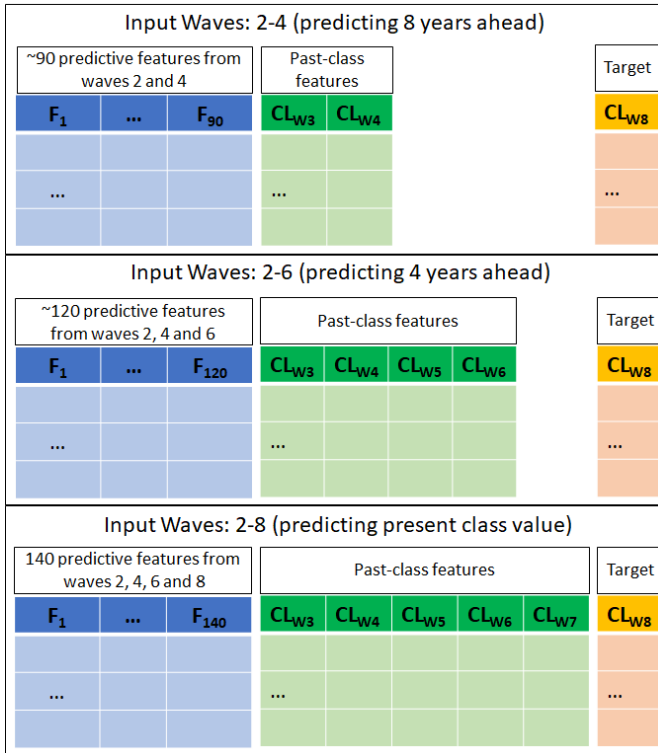 Input Waves: 2-4 (predicting 8 years ahead)
~90 predictive features from
waves 2 and 4
Past-class
features
Target
F1 ... F90 CLW3 CLW4 CLW8
... ... ...
Input Waves: 2-6 (predicting 4 years ahead)
~120 predictive features
from waves 2, 4 and 6
Past-class features
Target
F1 ... F120 CLW3 CLW4 CLW5 CLW6 CLW8
... ... ...
Input Waves: 2-8 (predicting present class value)
140 predictive features from
waves 2, 4, 6 and 8
Past-class features
Target
F1 ... F140 CLW3 CLW4 CLW5 CLW6 CLW7 CLW8
... ... ...